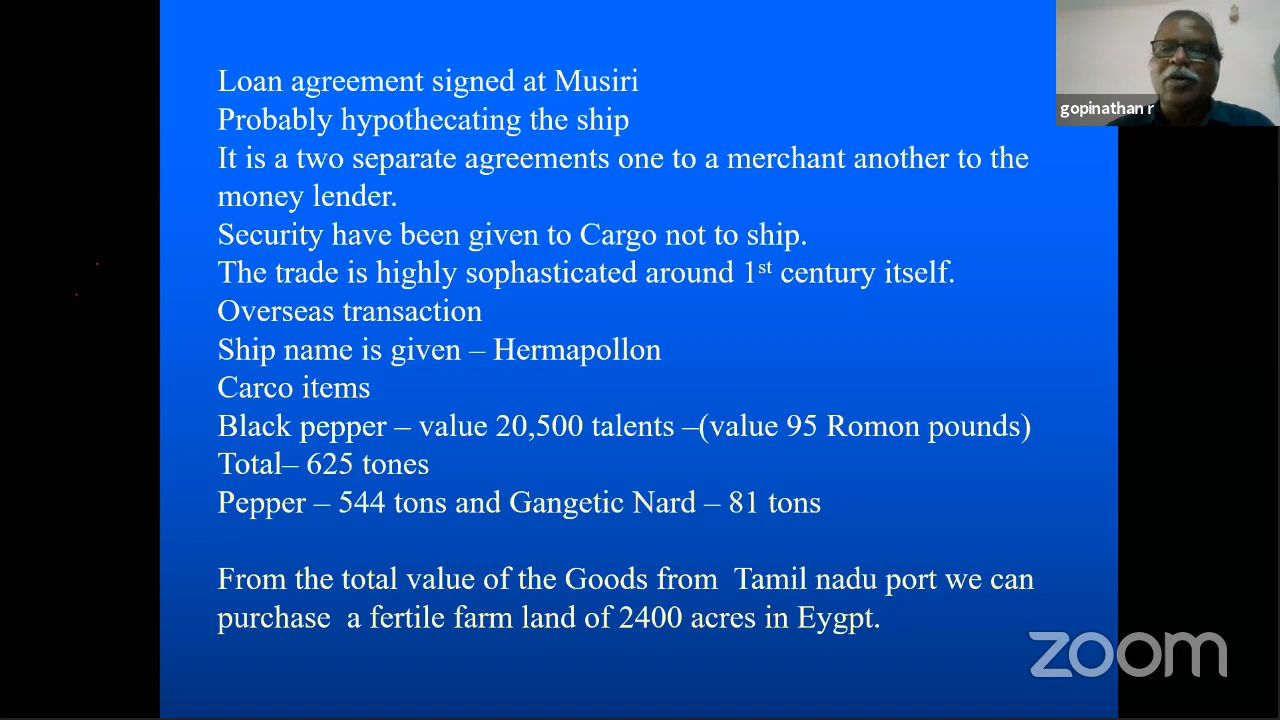 Loan agreement signed at Musiri
Probably hypothecating the ship
It is a two separate agreements one to a merchant another to the
money lender.
Security have been given to Cargo not to ship.
The trade is highly sophasticated around 1st century itself.
Overseas transaction
Ship name is given – Hermapollon
Carco items
Black pepper – value 20,500 talents –(value 95 Romon pounds)
Total– 625 tones
Pepper – 544 tons and Gangetic Nard – 81 tons
From the total value of the Goods from Tamil nadu port we can
purchase a fertile farm land of 2400 acres in Eygpt.
gopinathan r
zoom